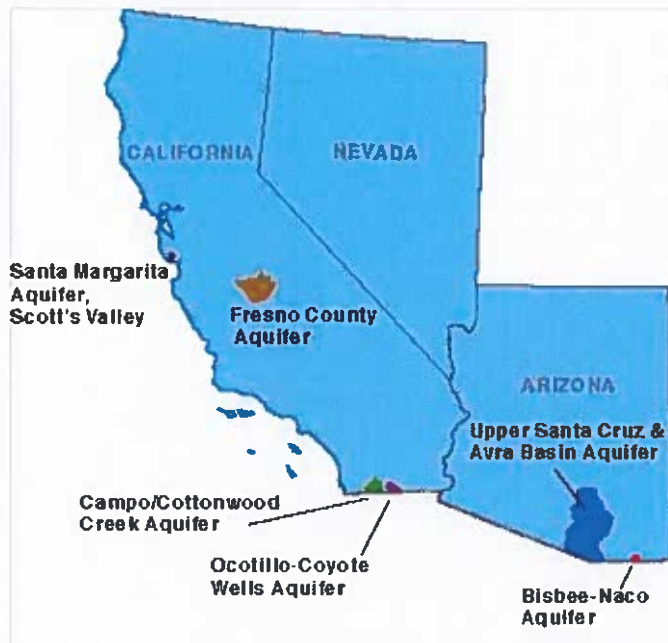 CALIFORNIA
NEVADA
Santa Margarita
Aquifer,
Scott's Valley
Fresno County
Aquifer
ARIZONA
Upper Santa Cruz &
Avra Basin Aquifer
Campo/Cottonwood
Creek Aquifer
Ocotillo-Coyote
Wells Aquifer
Bisbee-Naco
Aquifer